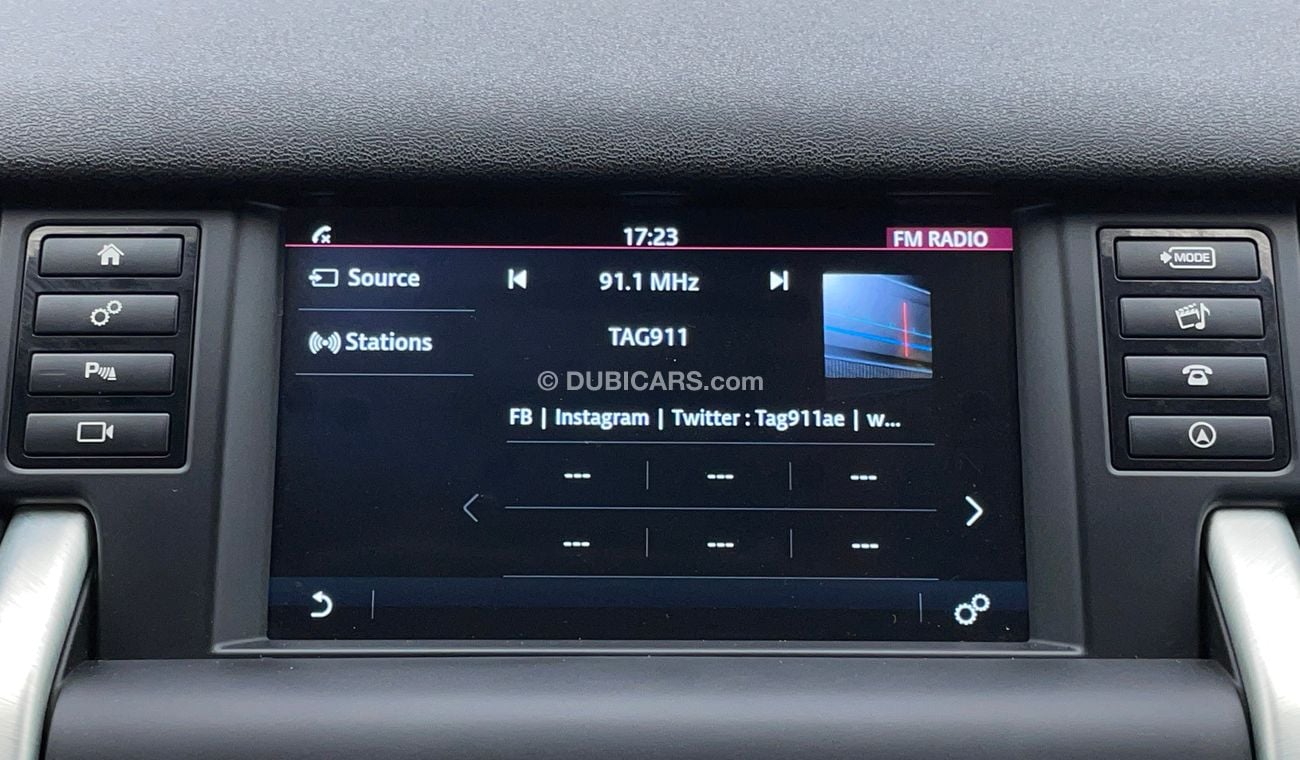 17:23
FM RADIO
Source
91.1 MHz
Stations
TAG911
© DUBICARS.com
FB | Instagram | Twitter : Tag911ae | w...
--- | --- | ---
--- | --- | ---
P
MODE